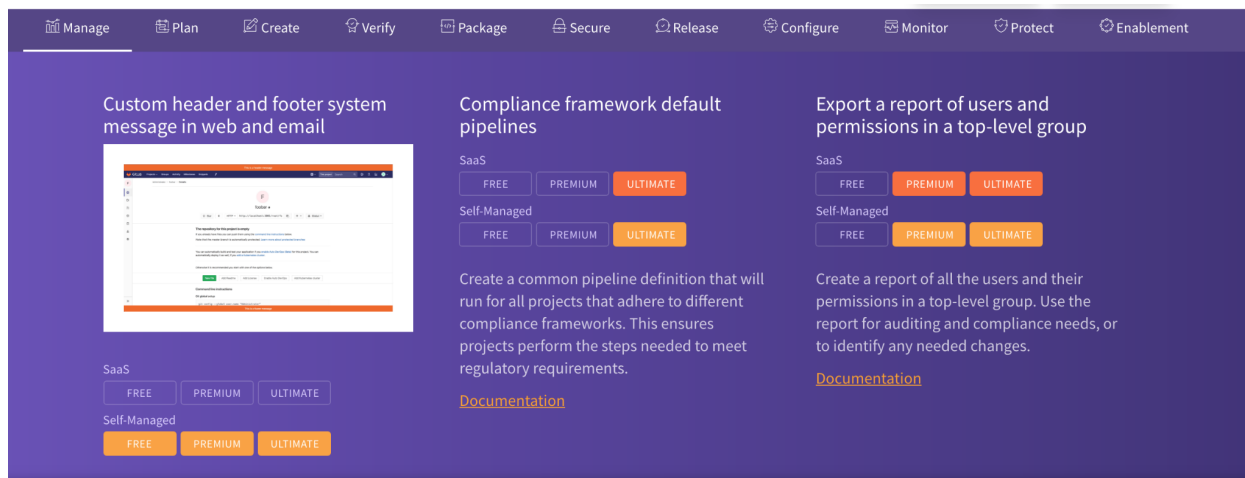 Manage Plan Create Verify Package Secure Release Configure Monitor Protect Enablement
Custom header and footer system
message in web and email
SaaS
FREE PREMIUM ULTIMATE
Self-Managed
FREE PREMIUM ULTIMATE
Compliance framework default
pipelines
SaaS
FREE PREMIUM ULTIMATE
Self-Managed
FREE PREMIUM ULTIMATE
Create a common pipeline definition that will
run for all projects that adhere to different
compliance frameworks. This ensures
projects perform the steps needed to meet
regulatory requirements.
Documentation
Export a report of users and
permissions in a top-level group
SaaS
FREE PREMIUM ULTIMATE
Self-Managed
FREE PREMIUM ULTIMATE
Create a report of all the users and their
permissions in a top-level group. Use the
report for auditing and compliance needs, or
to identify any needed changes.
Documentation